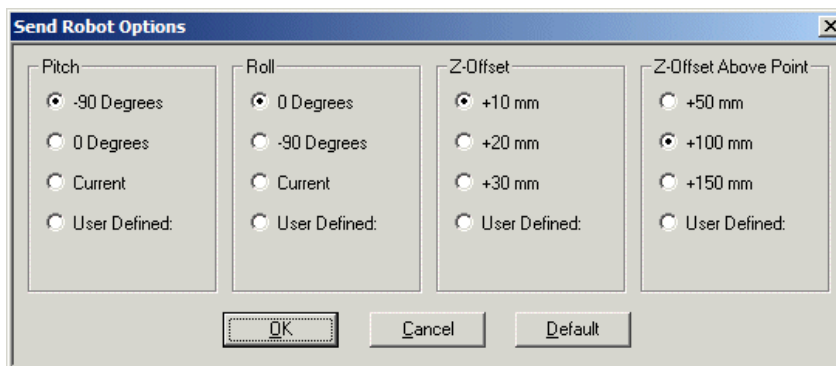 Send Robot Options
Pitch
-90 Degrees
0 Degrees
Current
User Defined:
Roll
0 Degrees
-90 Degrees
Current
User Defined:
Z-Offset
+10 mm
+20 mm
+30 mm
User Defined:
Z-Offset Above Point
+50 mm
+100 mm
+150 mm
User Defined:
OK
Cancel
Default